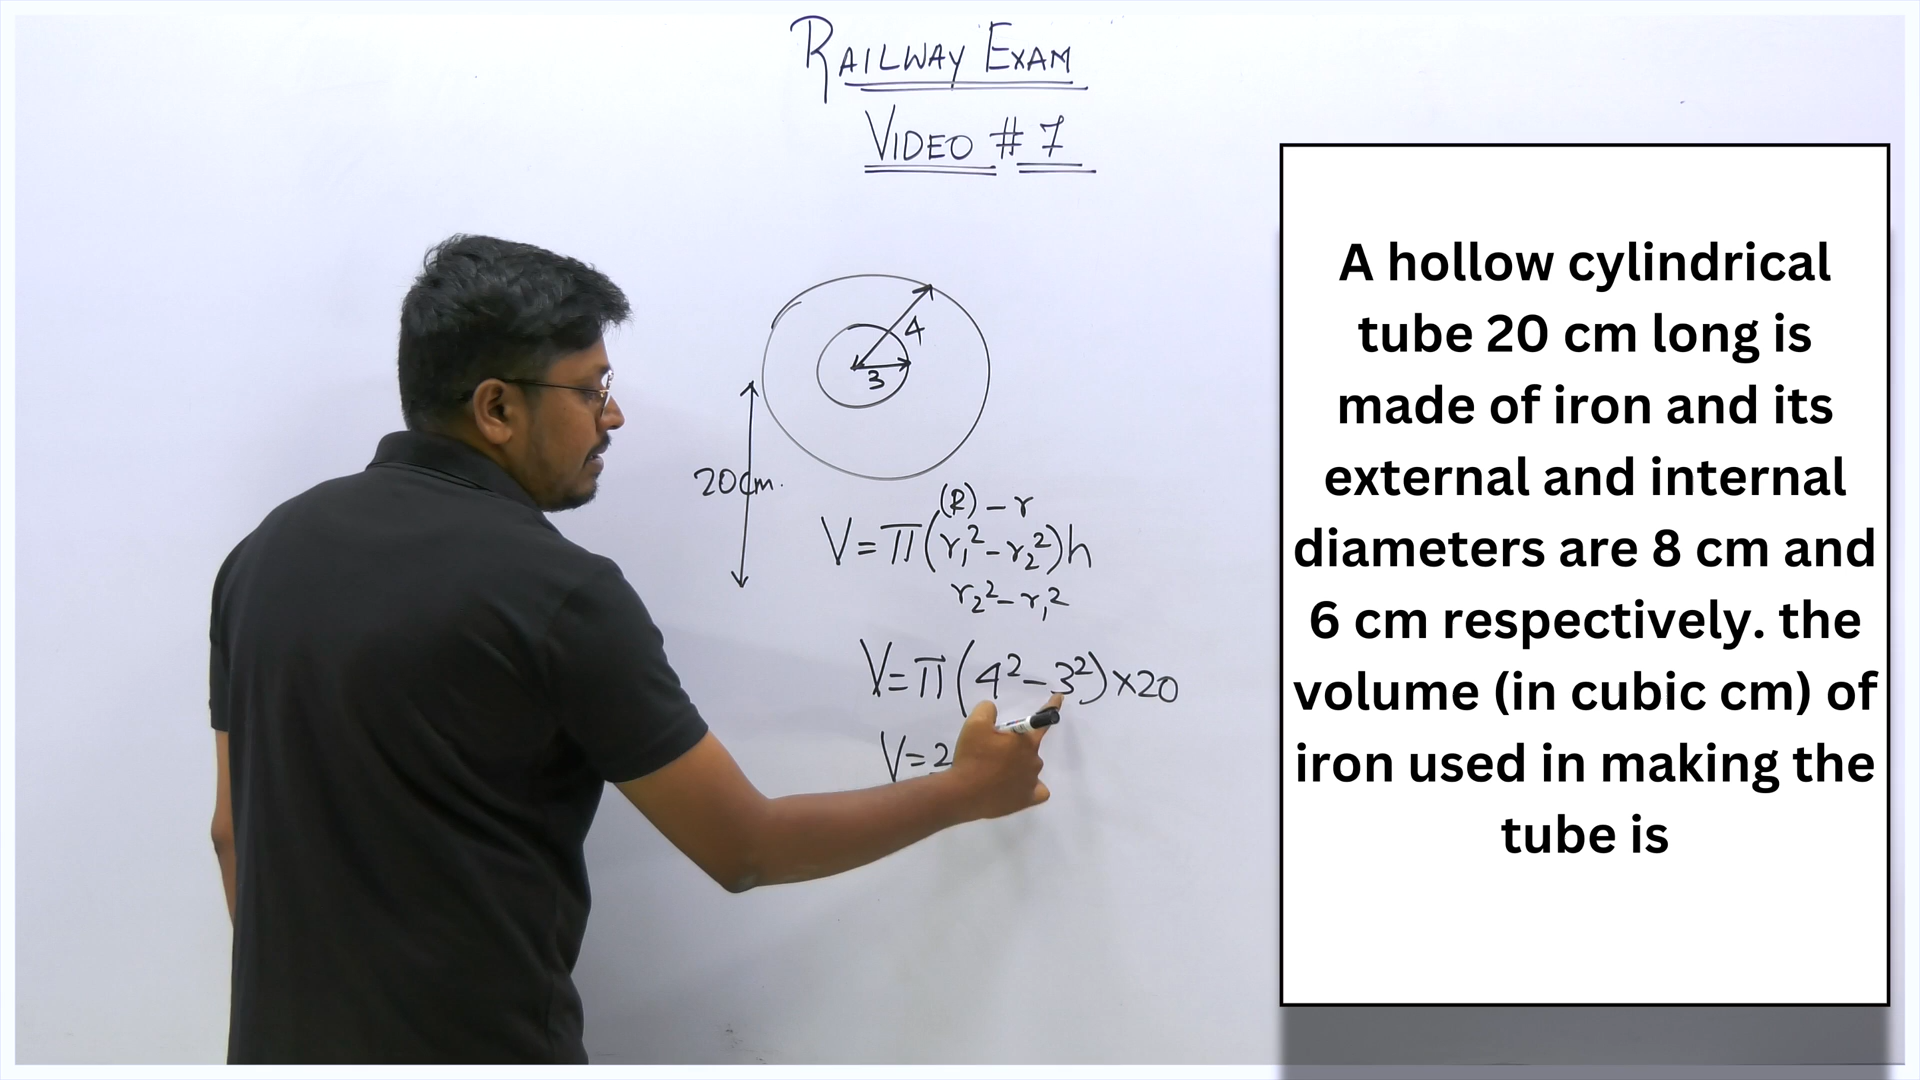 RAILWAY EXAM
VIDEO # 7
4
3
20cm.
(R) - r
V = π(r₁² - r₂²)h
r₂² - r₁²
V = π(4² - 3²) × 20
V = 2
A hollow cylindrical
tube 20 cm long is
made of iron and its
external and internal
diameters are 8 cm and
6 cm respectively. the
volume (in cubic cm) of
iron used in making the
tube is